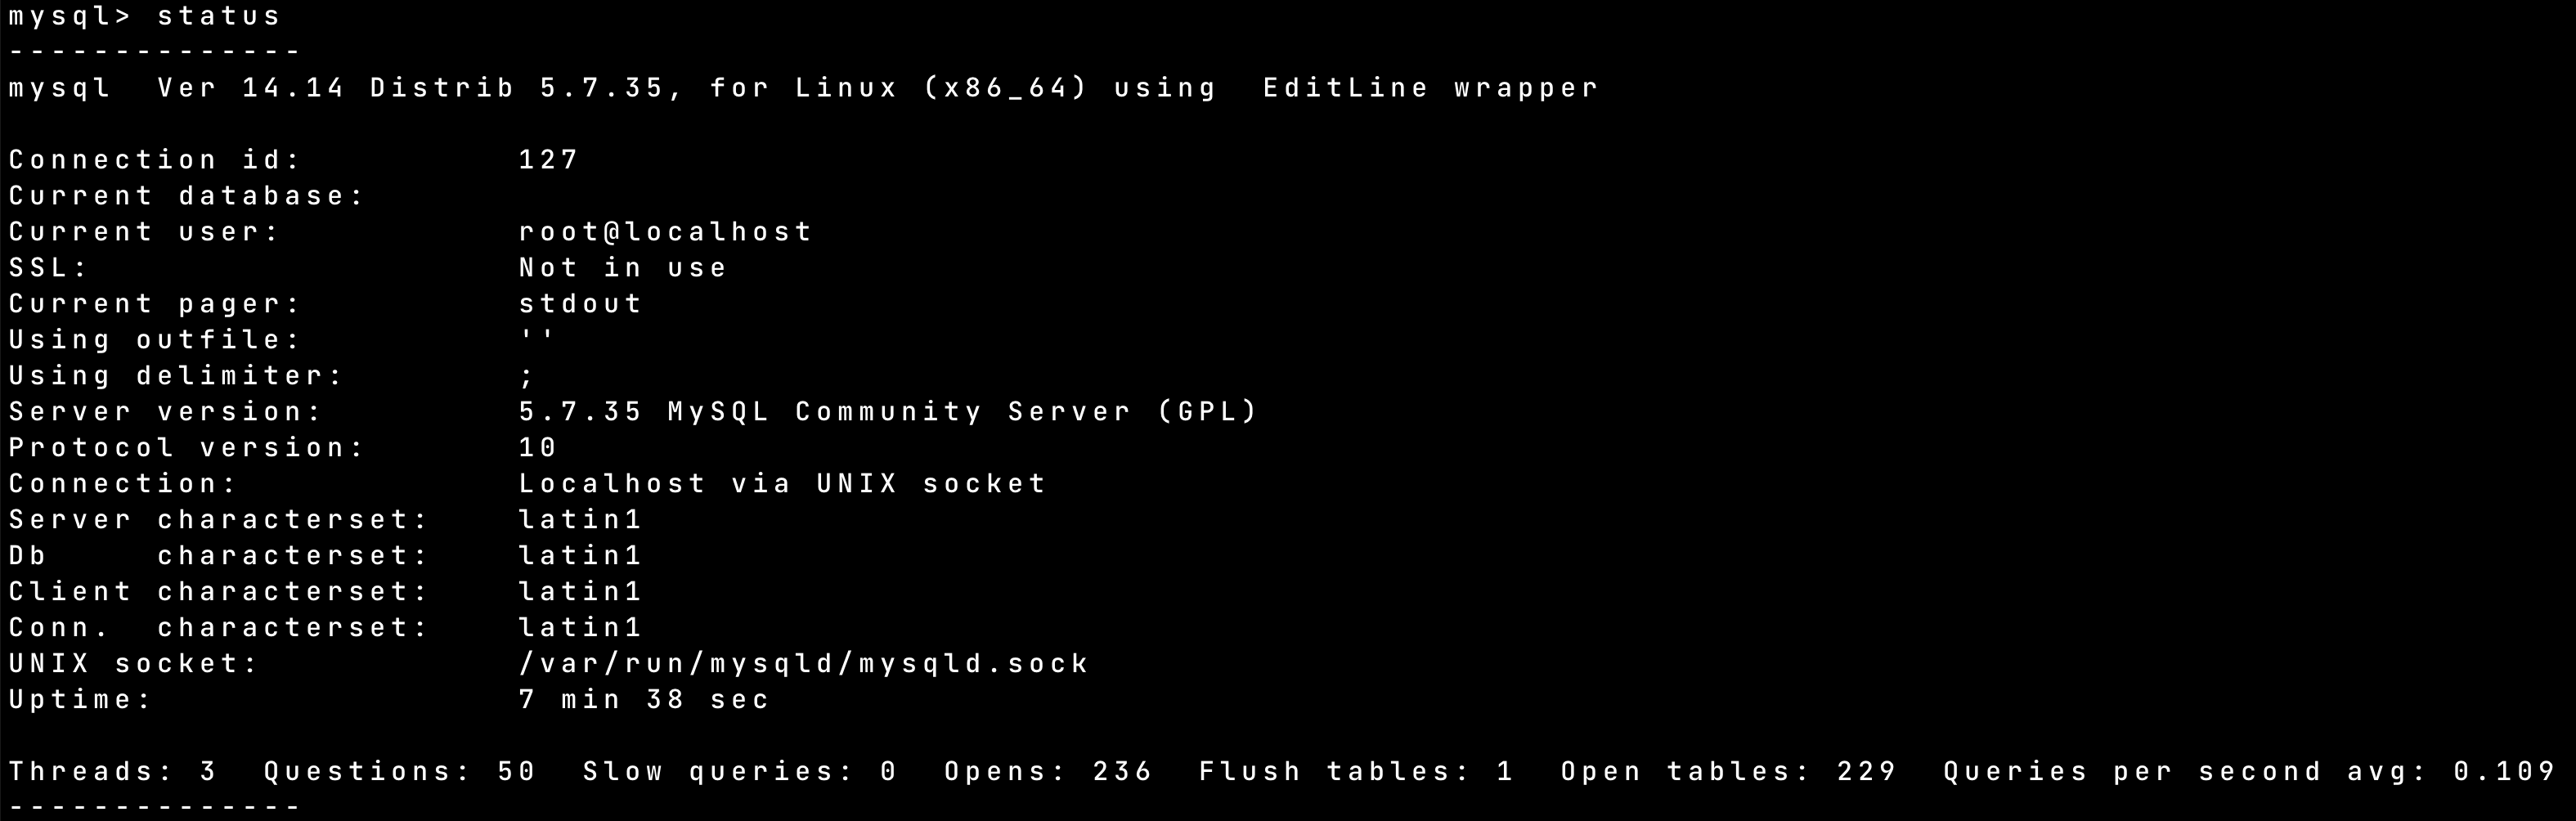 mysql> status
--------------
mysql  Ver 14.14 Distrib 5.7.35, for Linux (x86_64) using  EditLine wrapper

Connection id:          127
Current database:
Current user:           root@localhost
SSL:                    Not in use
Current pager:          stdout
Using outfile:          ''
Using delimiter:        ;
Server version:         5.7.35 MySQL Community Server (GPL)
Protocol version:       10
Connection:             Localhost via UNIX socket
Server characterset:    latin1
Db     characterset:    latin1
Client characterset:    latin1
Conn.  characterset:    latin1
UNIX socket:            /var/run/mysqld/mysqld.sock
Uptime:                 7 min 38 sec

Threads: 3  Questions: 50  Slow queries: 0  Opens: 236  Flush tables: 1  Open tables: 229  Queries per second avg: 0.109
--------------